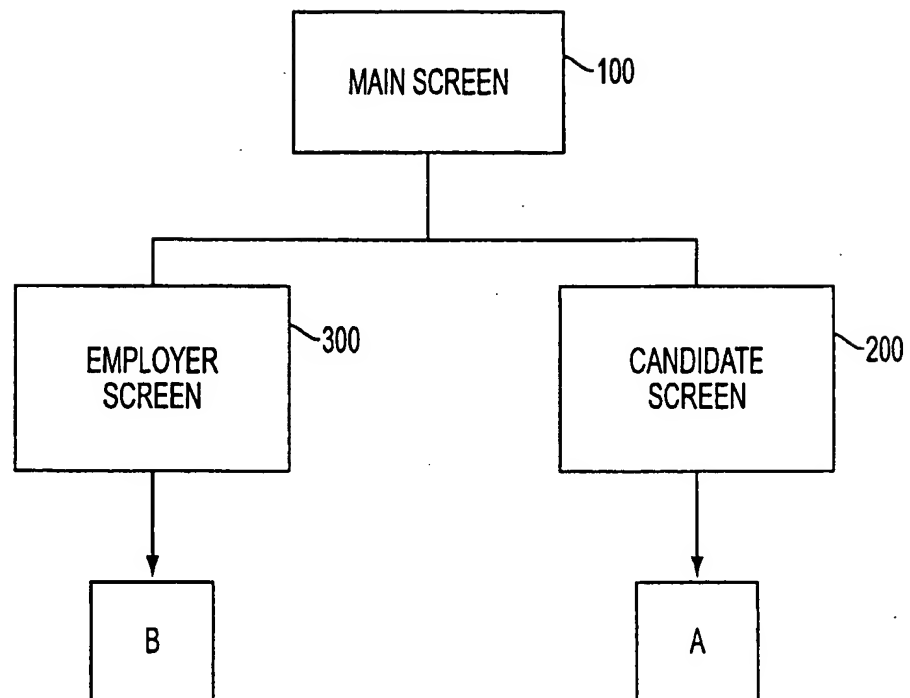 MAIN SCREEN
100
EMPLOYER
SCREEN
300
CANDIDATE
SCREEN
200
B
A